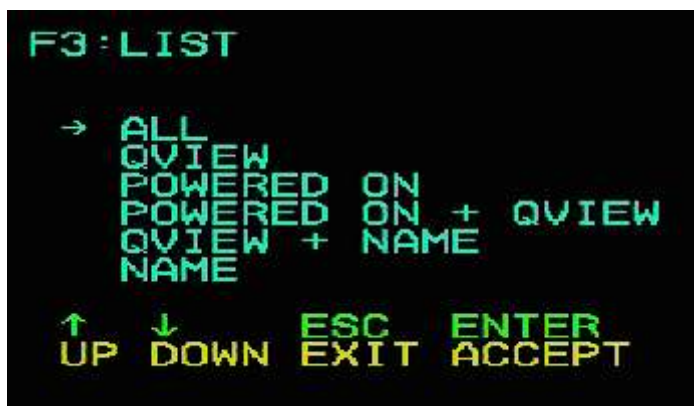 F3:LIST
→ ALL
QVIEW
POWERED ON
POWERED ON + QVIEW
QVIEW + NAME
NAME
↑ ↓ ESC ENTER
UP DOWN EXIT ACCEPT